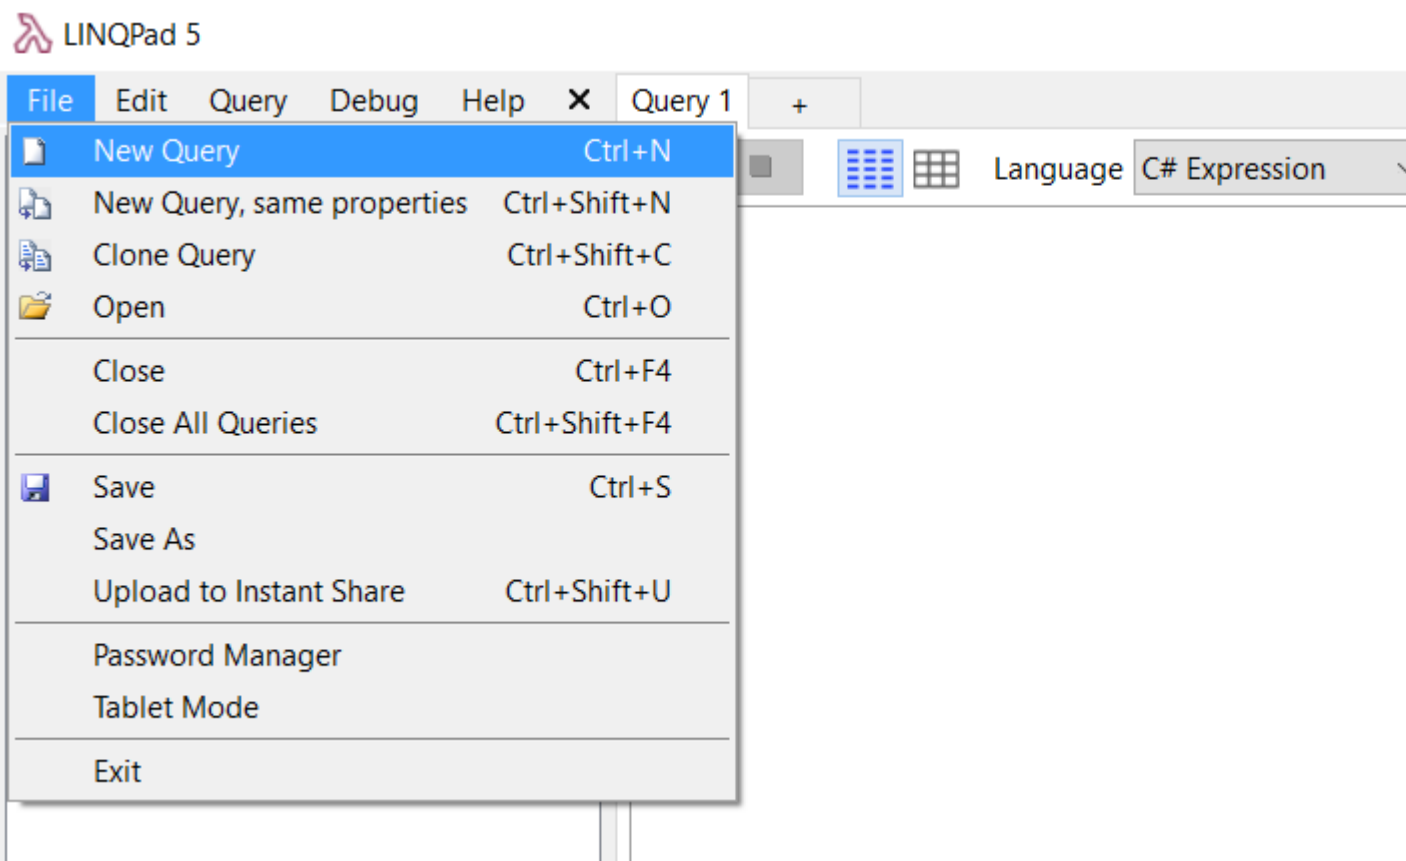 LINQPad 5
File Edit Query Debug Help × Query 1 +
New Query Ctrl+N
Language C# Expression
New Query, same properties Ctrl+Shift+N
Clone Query Ctrl+Shift+C
Open Ctrl+O
Close Ctrl+F4
Close All Queries Ctrl+Shift+F4
Save Ctrl+S
Save As
Upload to Instant Share Ctrl+Shift+U
Password Manager
Tablet Mode
Exit